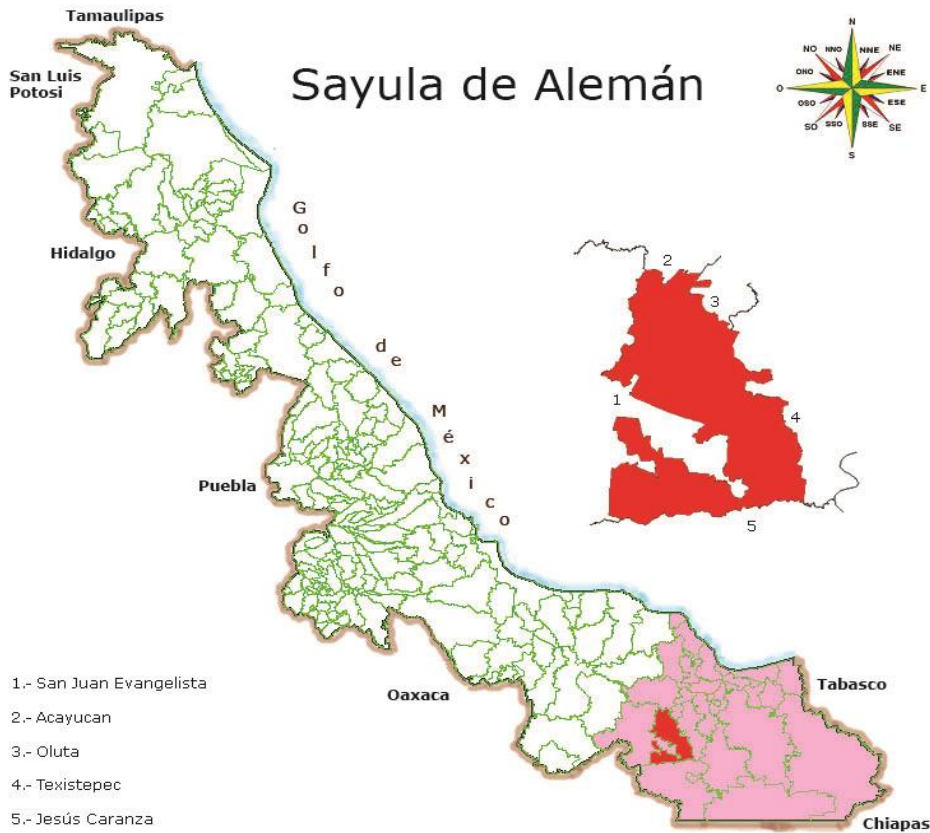 Tamaulipas
San Luis
Potosi
Sayula de Alemán
N
NNO
NNE
NO
NE
ONO
ENE
O
E
OSO
ESE
SO
SSO
SSE
SE
S
Golfo de México
Hidalgo
2
3
1
4
5
Puebla
Oaxaca
Tabasco
Chiapas
1.- San Juan Evangelista
2.- Acayucan
3.- Oluta
4.- Texistepec
5.- Jesús Caranza